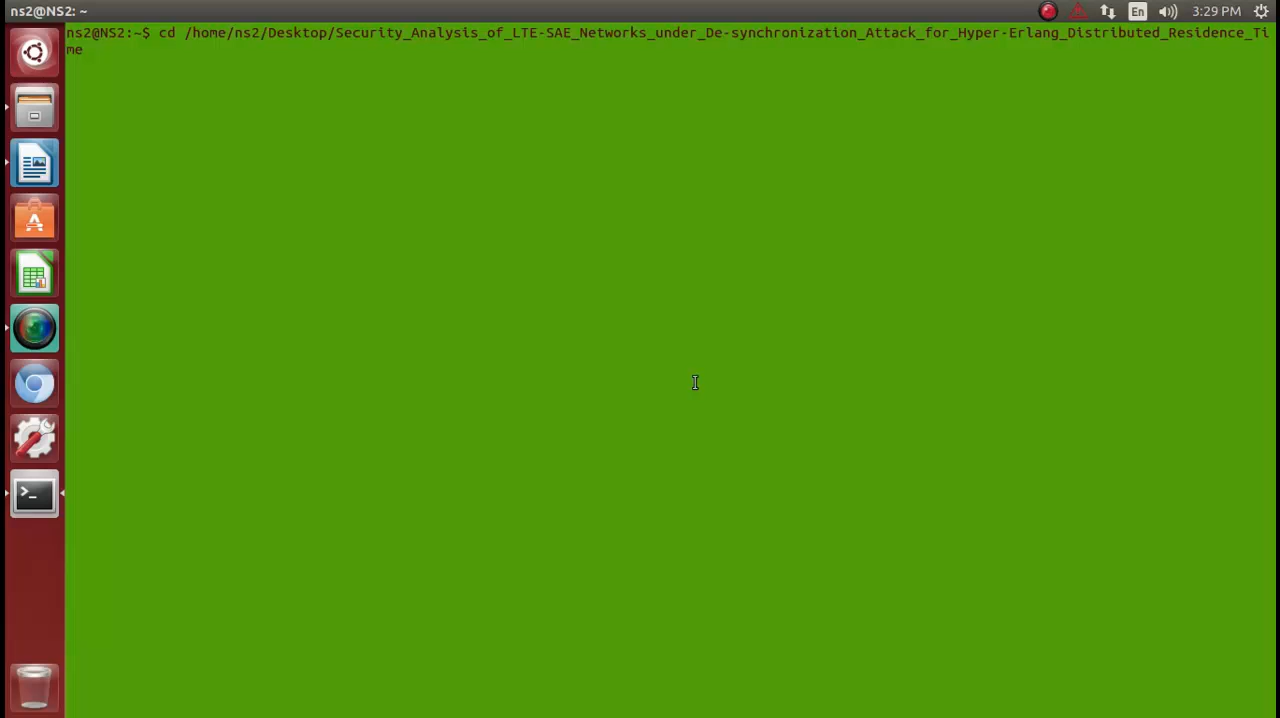 ns2@NS2: ~
En
3:29 PM
ns2@NS2:~$ cd /home/ns2/Desktop/Security_Analysis_of_LTE-SAE_Networks_under_De-synchronization_Attack_for_Hyper-Erlang_Distributed_Residence_Ti
me